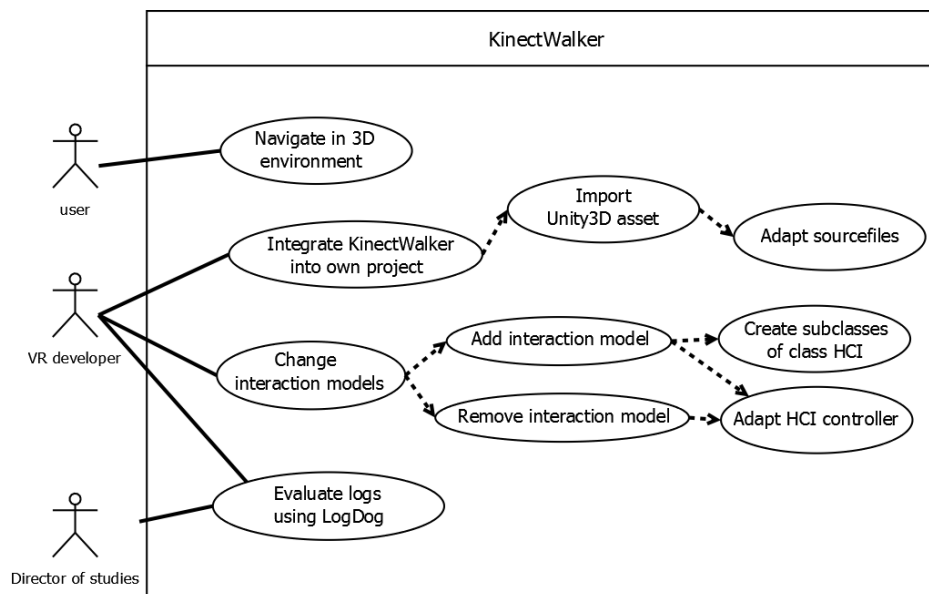 KinectWalker
Navigate in 3D
environment
user
Import
Unity3D asset
Adapt sourcefiles
Integrate KinectWalker
into own project
VR developer
Change
interaction models
Add interaction model
Create subclasses
of class HCI
Remove interaction model
Adapt HCI controller
Evaluate logs
using LogDog
Director of studies